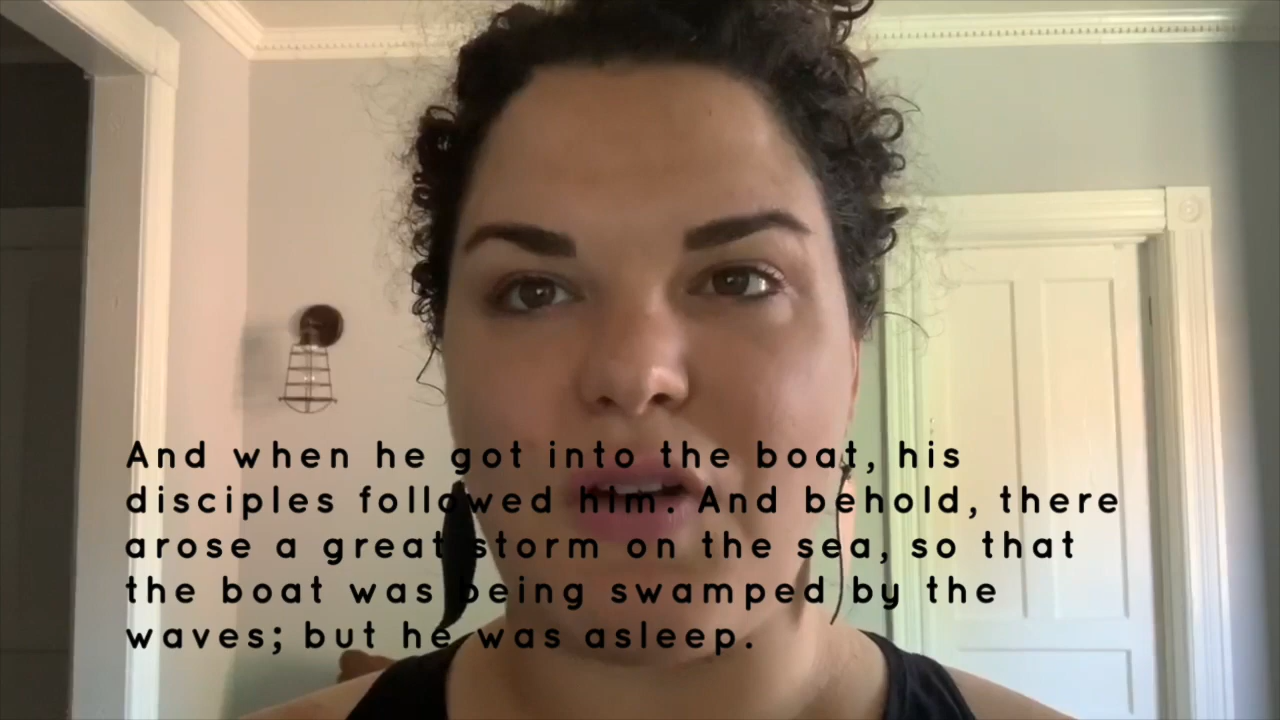 And when he got into the boat, his
disciples followed him. And behold, there
arose a great storm on the sea, so that
the boat was being swamped by the
waves; but he was asleep.